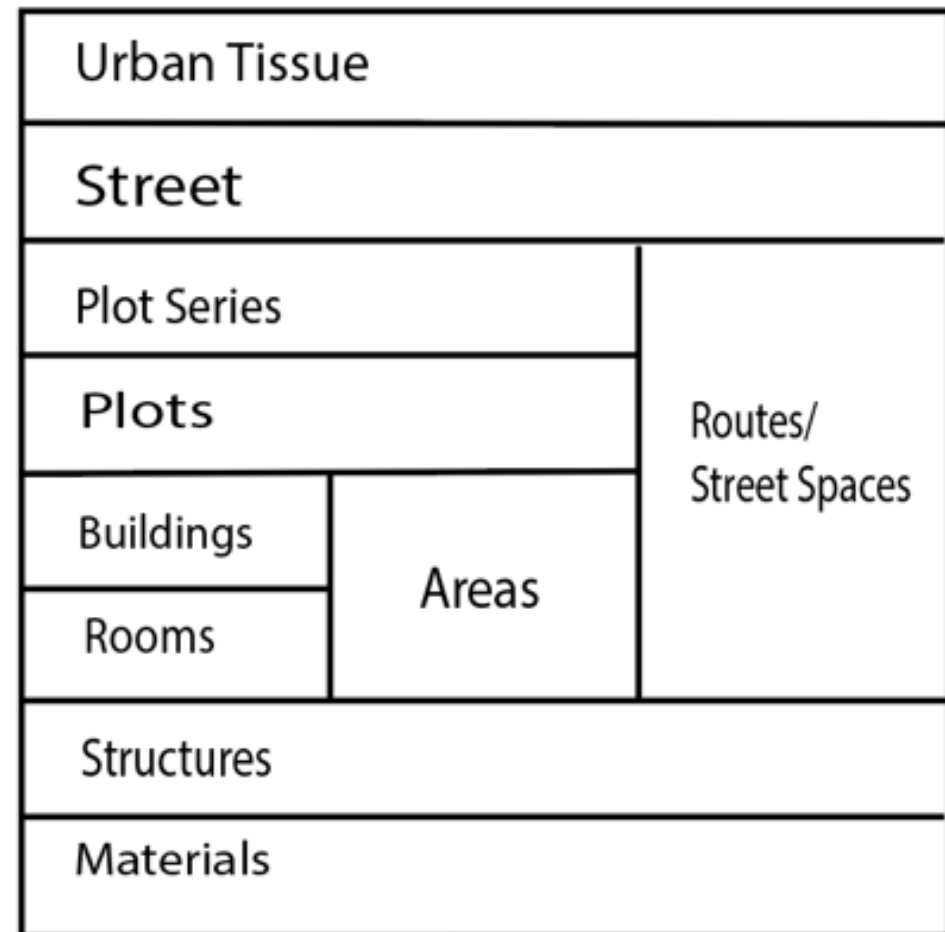 Urban Tissue
Street
Plot Series
Plots
Routes/
Street Spaces
Buildings
Areas
Rooms
Structures
Materials